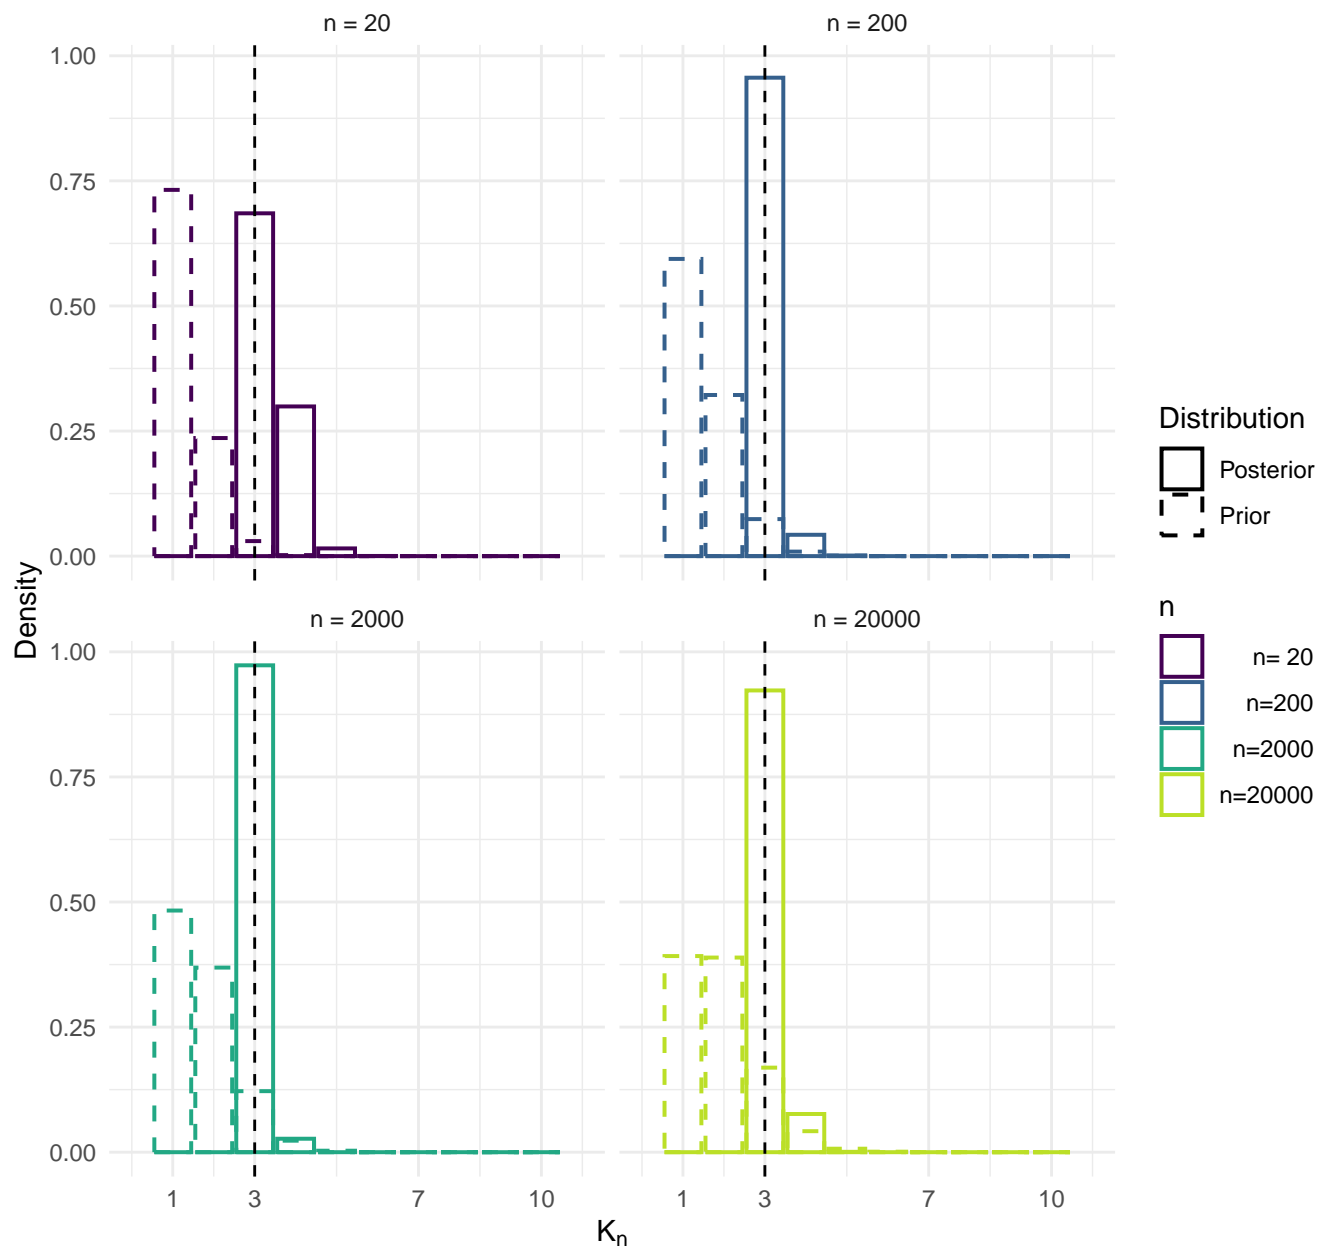 n = 20
n = 200
1.00
0.75
0.50
0.25
0.00
Density
n = 2000
n = 20000
1.00
0.75
0.50
0.25
0.00
1 3 7 10
1 3 7 10
Kn
Distribution
Posterior
Prior
n
n= 20
n=200
n=2000
n=20000